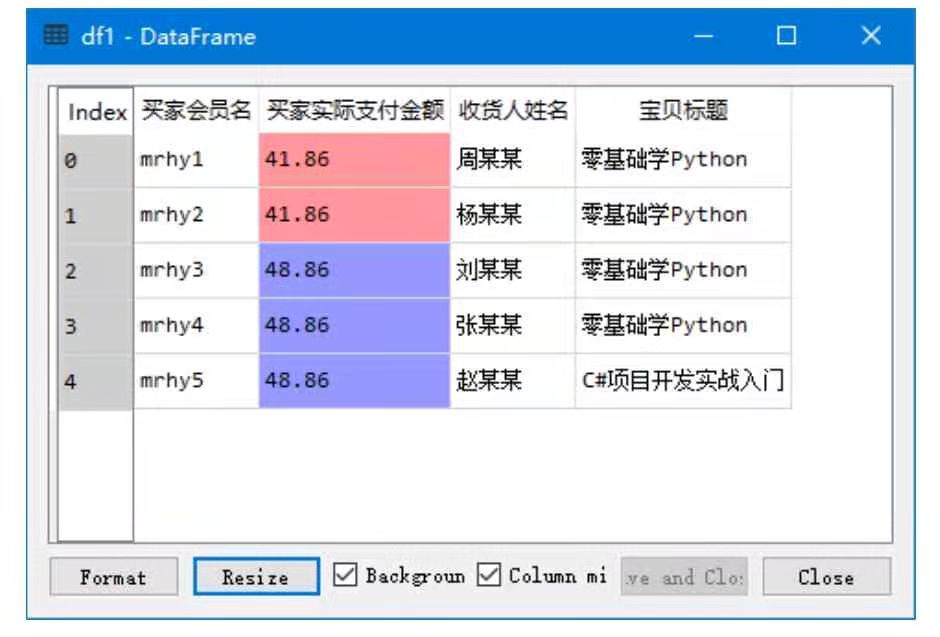 df1 - DataFrame
Index 买家会员名 买家实际支付金额 收货人姓名 宝贝标题
0 mrhy1 41.86 周某某 零基础学Python
1 mrhy2 41.86 杨某某 零基础学Python
2 mrhy3 48.86 刘某某 零基础学Python
3 mrhy4 48.86 张某某 零基础学Python
4 mrhy5 48.86 赵某某 C#项目开发实战入门
Format Resize Backgroun Column mi ve and Clo Close